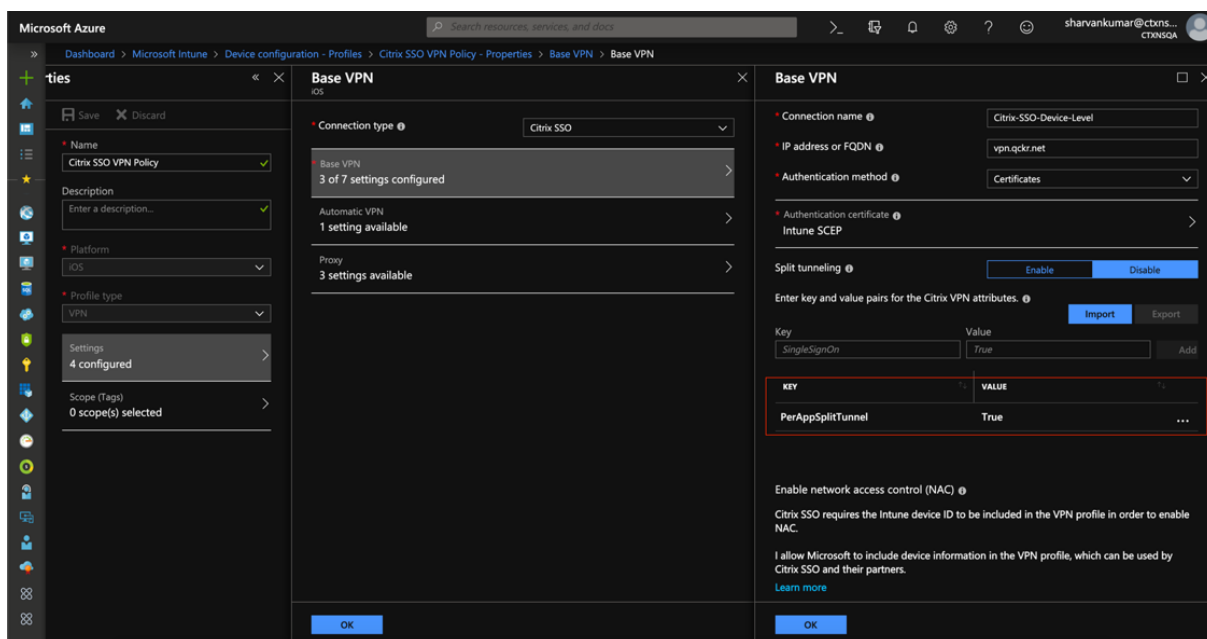 Microsoft Azure
Search resources, services, and docs
sharvankumar@ctxns...
CTXNSQA
Dashboard > Microsoft Intune > Device configuration - Profiles > Citrix SSO VPN Policy - Properties > Base VPN > Base VPN
rties
Save
Discard
* Name
Citrix SSO VPN Policy
Description
Enter a description...
* Platform
iOS
* Profile type
VPN
Settings
4 configured
Scope (Tags)
0 scope(s) selected
Base VPN
iOS
* Connection type
Citrix SSO
* Base VPN
3 of 7 settings configured
Automatic VPN
1 setting available
Proxy
3 settings available
OK
Base VPN
* Connection name
Citrix-SSO-Device-Level
* IP address or FQDN
vpn.qckr.net
* Authentication method
Certificates
* Authentication certificate
Intune SCEP
Split tunneling
Enable
Disable
Enter key and value pairs for the Citrix VPN attributes.
Import
Export
Key
Value
SingleSignOn
True
Add
KEY
VALUE
PerAppSplitTunnel
True
...
Enable network access control (NAC)
Citrix SSO requires the Intune device ID to be included in the VPN profile in order to enable
NAC.
I allow Microsoft to include device information in the VPN profile, which can be used by
Citrix SSO and their partners.
Learn more
OK